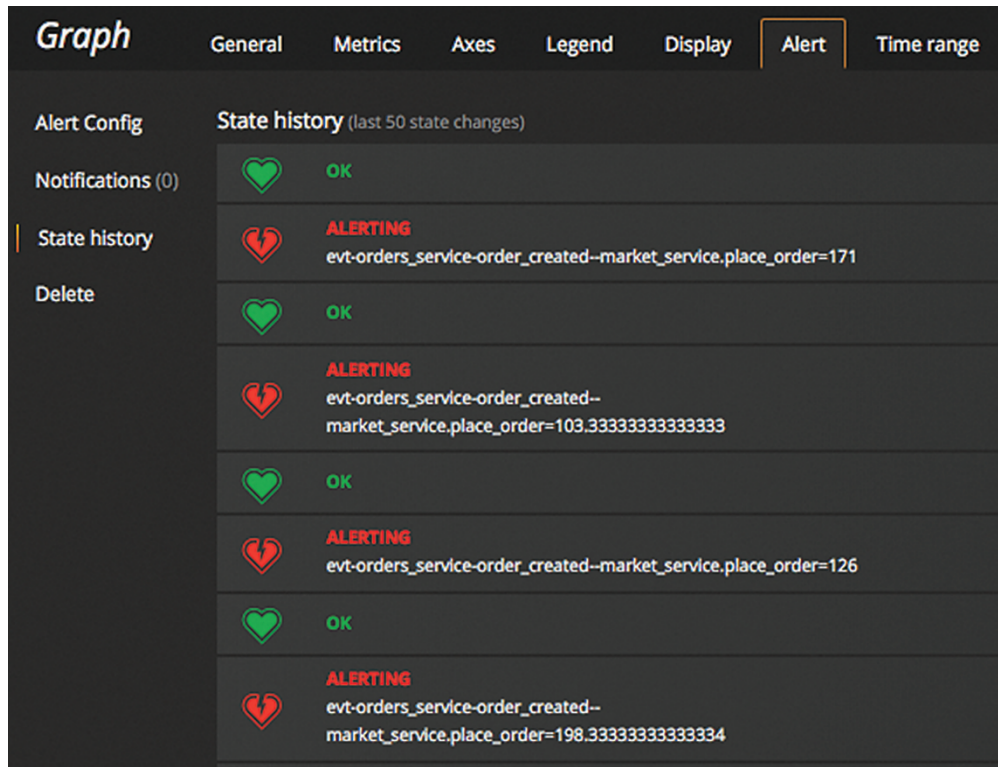 Graph
General Metrics Axes Legend Display Alert Time range
Alert Config
Notifications (0)
State history
Delete
State history (last 50 state changes)
OK
ALERTING
evt-orders_service-order_created--market_service.place_order=171
OK
ALERTING
evt-orders_service-order_created--
market_service.place_order=103.33333333333333
OK
ALERTING
evt-orders_service-order_created--market_service.place_order=126
OK
ALERTING
evt-orders_service-order_created--
market_service.place_order=198.33333333333334